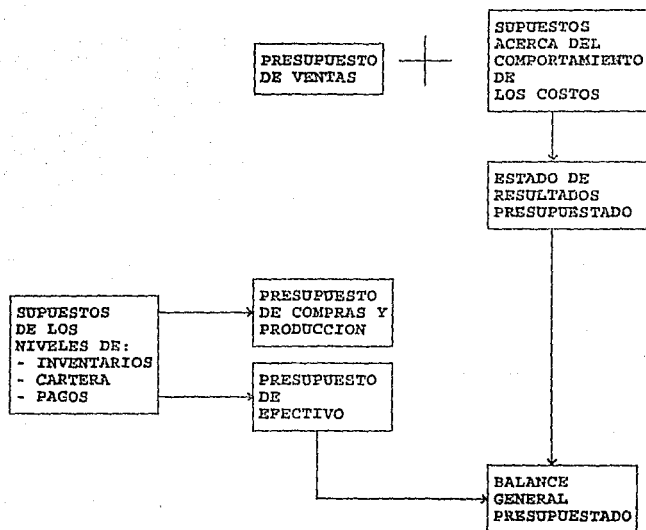 PRESUPUESTO
DE VENTAS
SUPUESTOS
ACERCA DEL
COMPORTAMIENTO
DE
LOS COSTOS
ESTADO DE
RESULTADOS
PRESUPUESTADO
SUPUESTOS
DE LOS
NIVELES DE:
- INVENTARIOS
- CARTERA
- PAGOS
PRESUPUESTO
DE COMPRAS Y
PRODUCCION
PRESUPUESTO
DE
EFECTIVO
BALANCE
GENERAL
PRESUPUESTADO